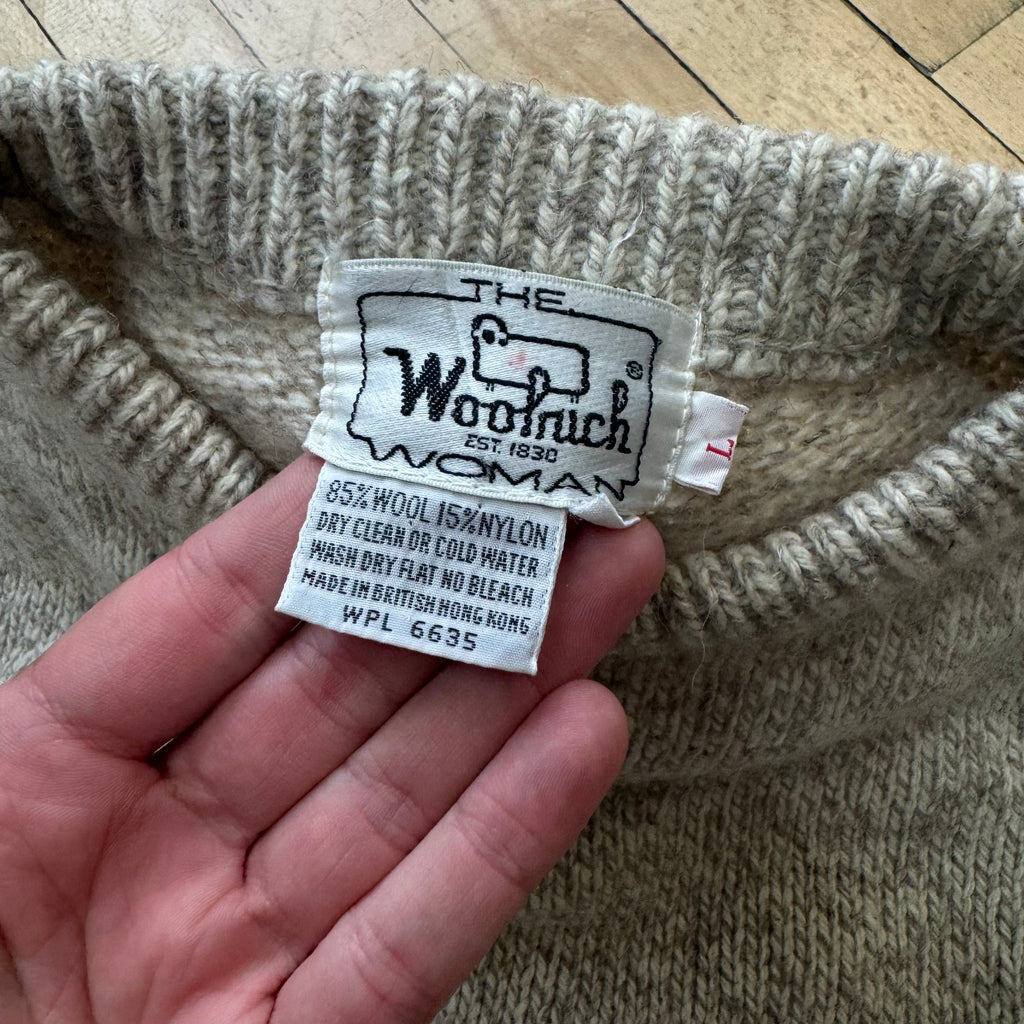 THE
Woolrich
®
EST. 1830
WOMAN
L
85% WOOL 15% NYLON
DRY CLEAN OR COLD WATER
WASH DRY FLAT NO BLEACH
MADE IN BRITISH HONG KONG
WPL 6635